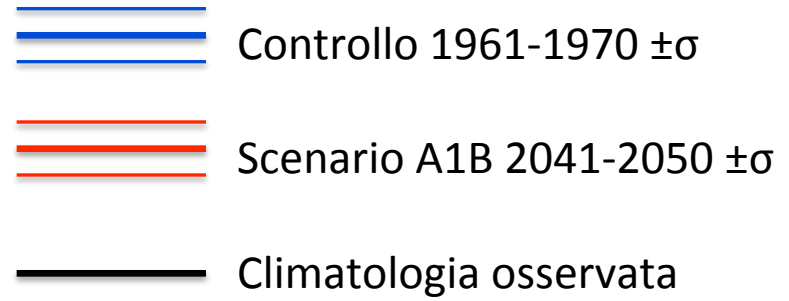 Controllo 1961-1970 ±σ
Scenario A1B 2041-2050 ±σ
Climatologia osservata